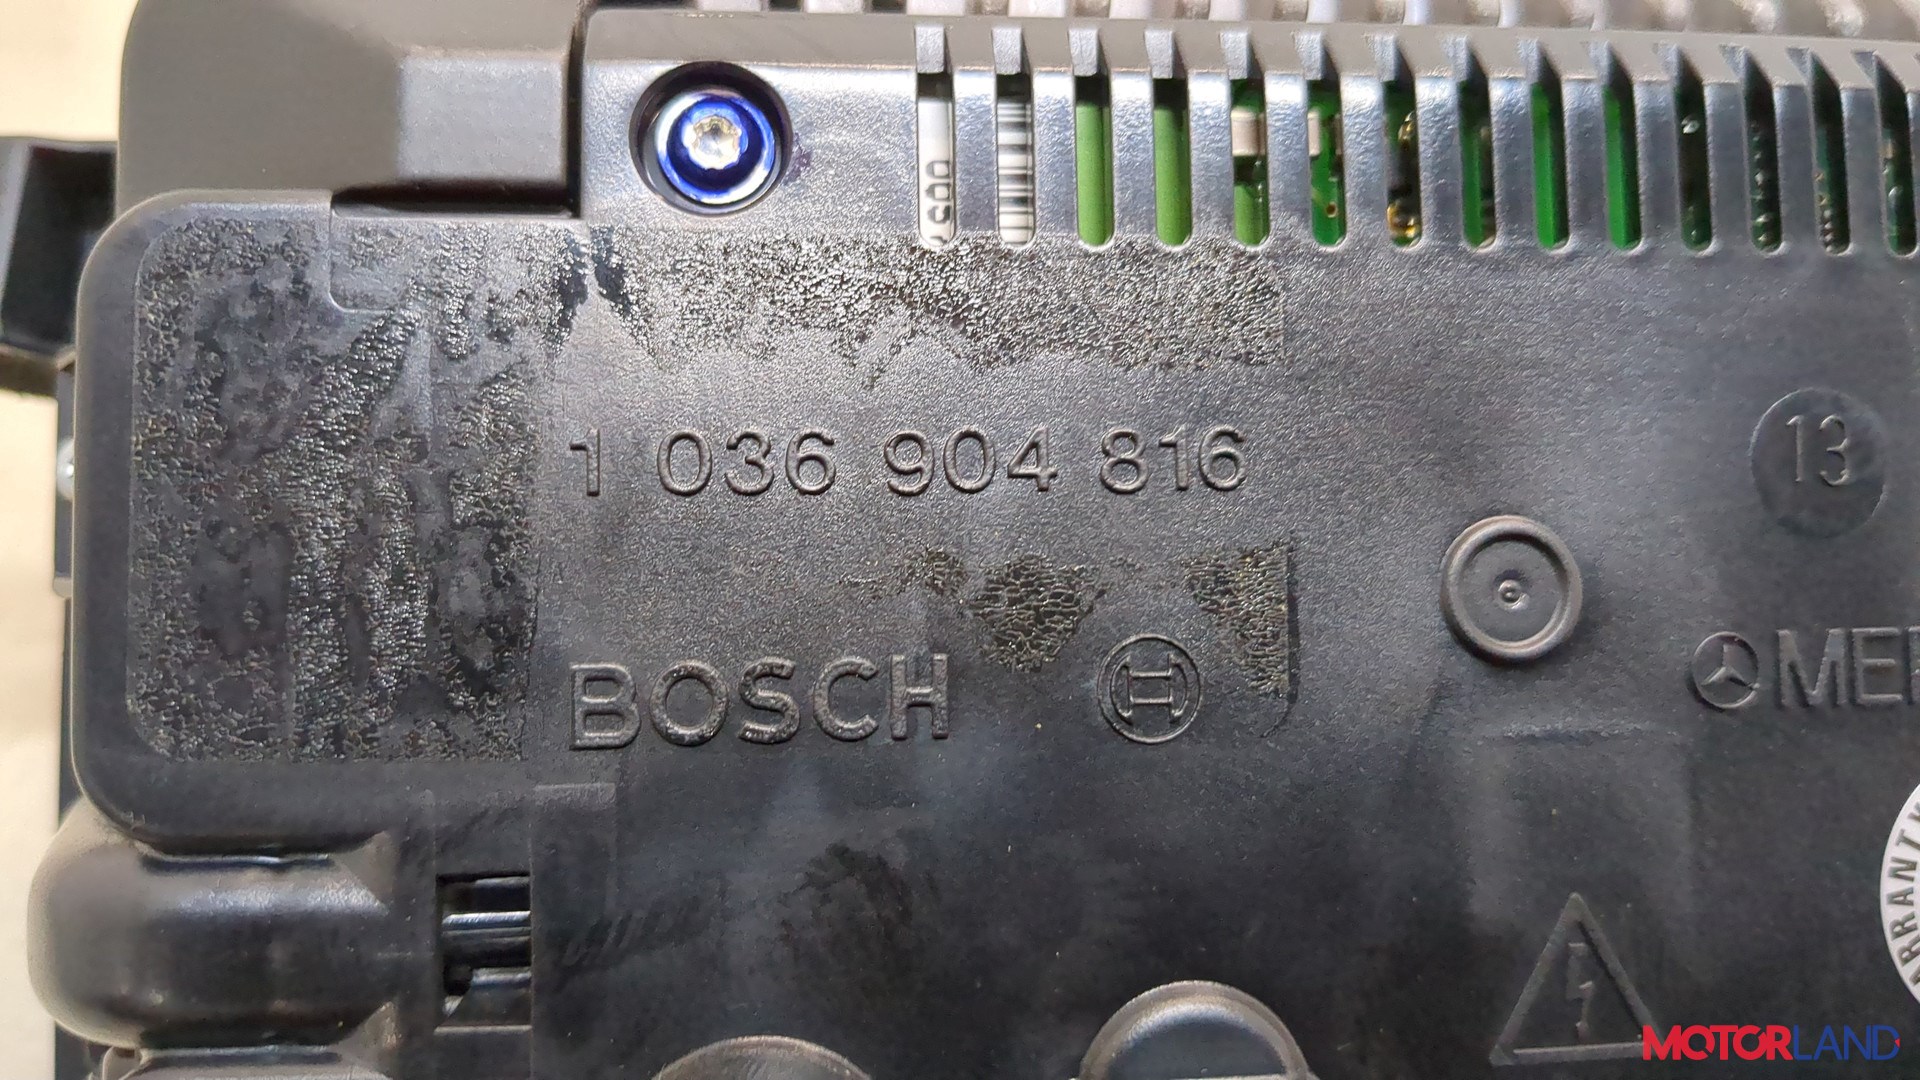 1 036 904 816
13
BOSCH
MOTORLAND